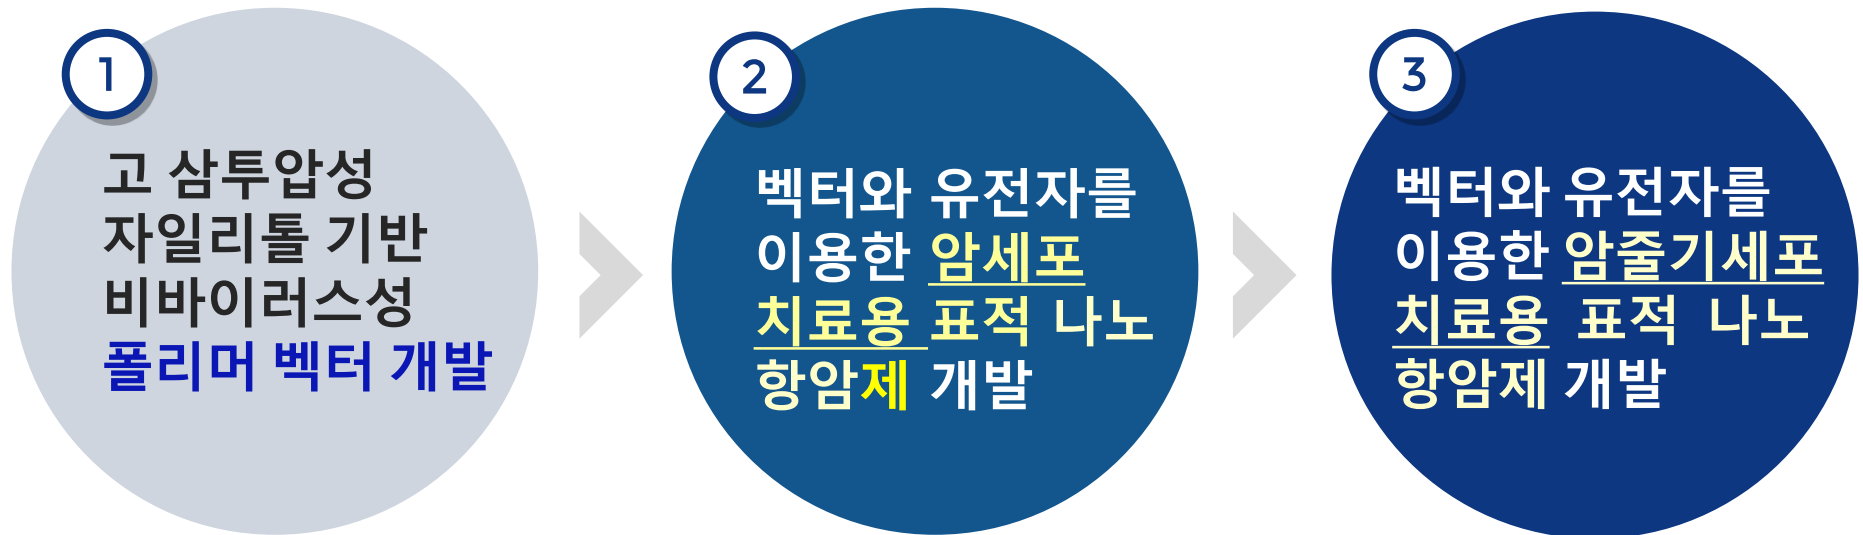 1
고 삼투압성
자일리톨 기반
비바이러스성
폴리머 벡터 개발
2
벡터와 유전자를
이용한 암세포
치료용 표적 나노
항암제 개발
3
벡터와 유전자를
이용한 암줄기세포
치료용 표적 나노
항암제 개발